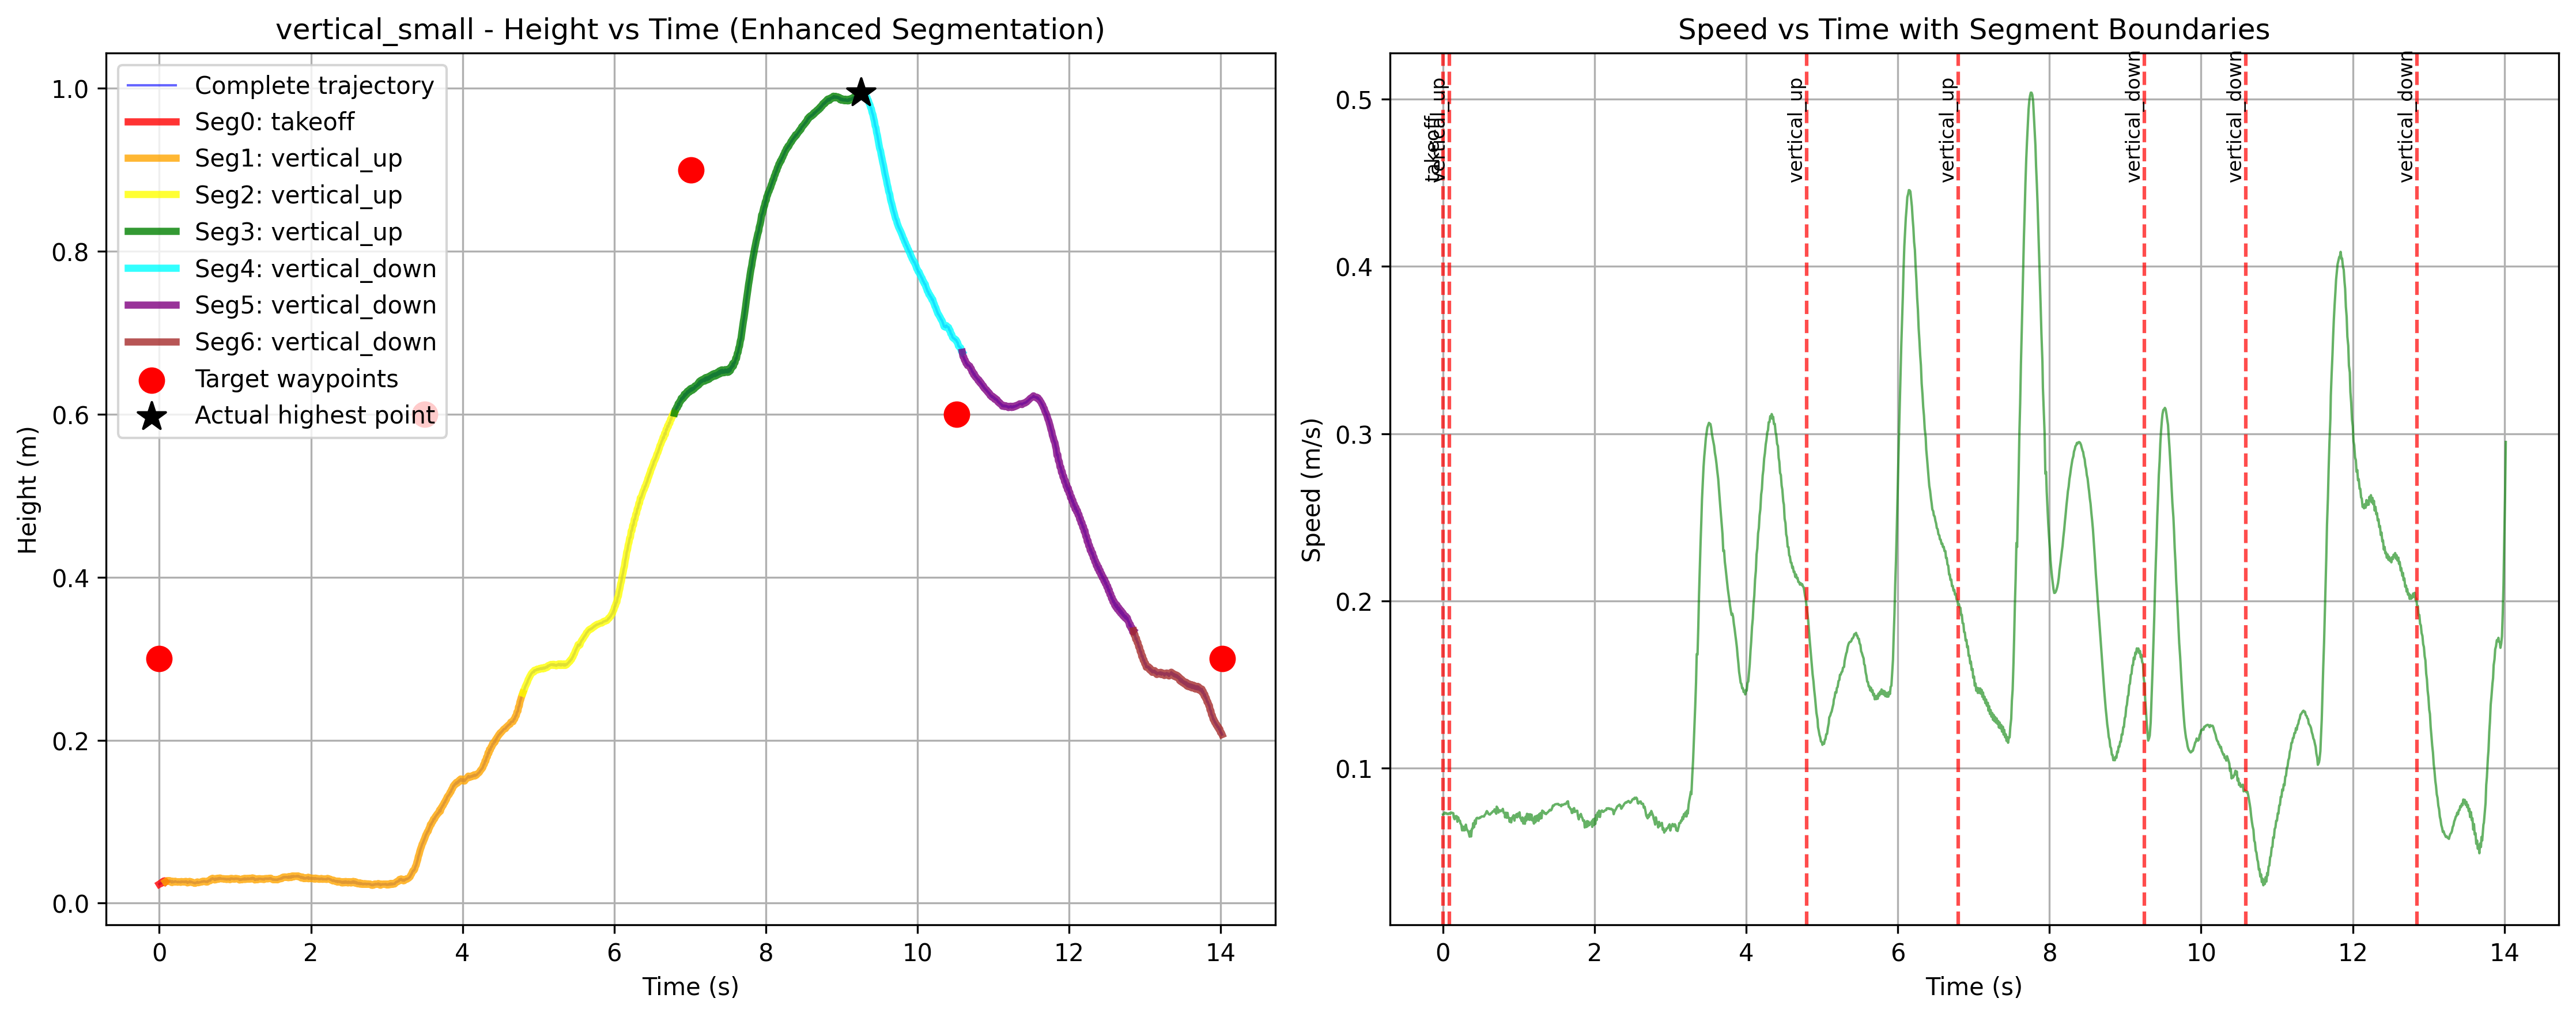 vertical_small - Height vs Time (Enhanced Segmentation)
Height (m)
1.0
0.8
0.6
0.4
0.2
0.0
Complete trajectory
Seg0: takeoff
Seg1: vertical_up
Seg2: vertical_up
Seg3: vertical_up
Seg4: vertical_down
Seg5: vertical_down
Seg6: vertical_down
Target waypoints
Actual highest point
0 2 4 6 8 10 12 14
Time (s)
Speed vs Time with Segment Boundaries
Speed (m/s)
0.5
0.4
0.3
0.2
0.1
takeoff
vertical_up
vertical_up
vertical_up
vertical_down
vertical_down
vertical_down
0 2 4 6 8 10 12 14
Time (s)